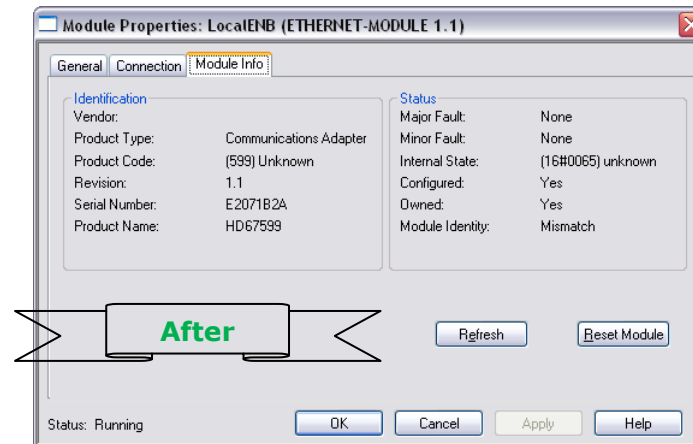 Module Properties: LocalENB (ETHERNET-MODULE 1.1)
General Connection Module Info
Identification
Vendor:
Product Type: Communications Adapter
Product Code: (599) Unknown
Revision: 1.1
Serial Number: E2071B2A
Product Name: HD67599
Status
Major Fault: None
Minor Fault: None
Internal State: (16#0065) unknown
Configured: Yes
Owned: Yes
Module Identity: Mismatch
After
Refresh Reset Module
Status: Running OK Cancel Apply Help